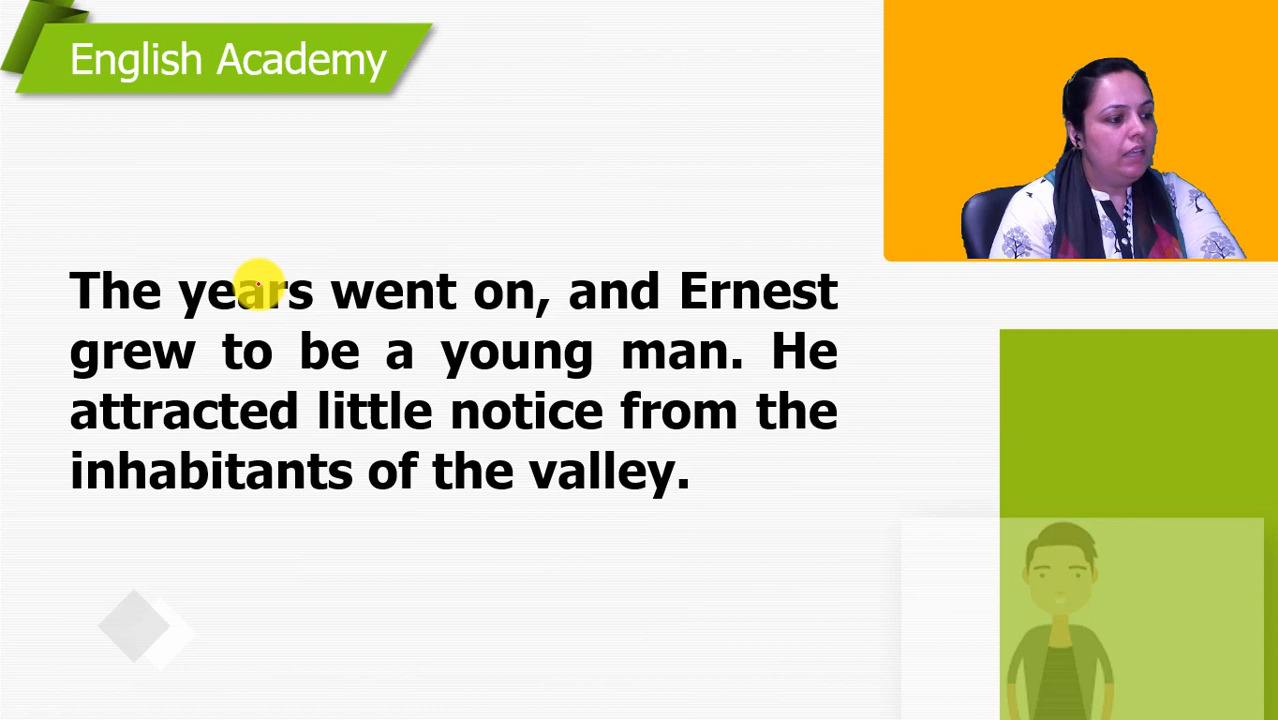 English Academy
The years went on, and Ernest
grew to be a young man. He
attracted little notice from the
inhabitants of the valley.